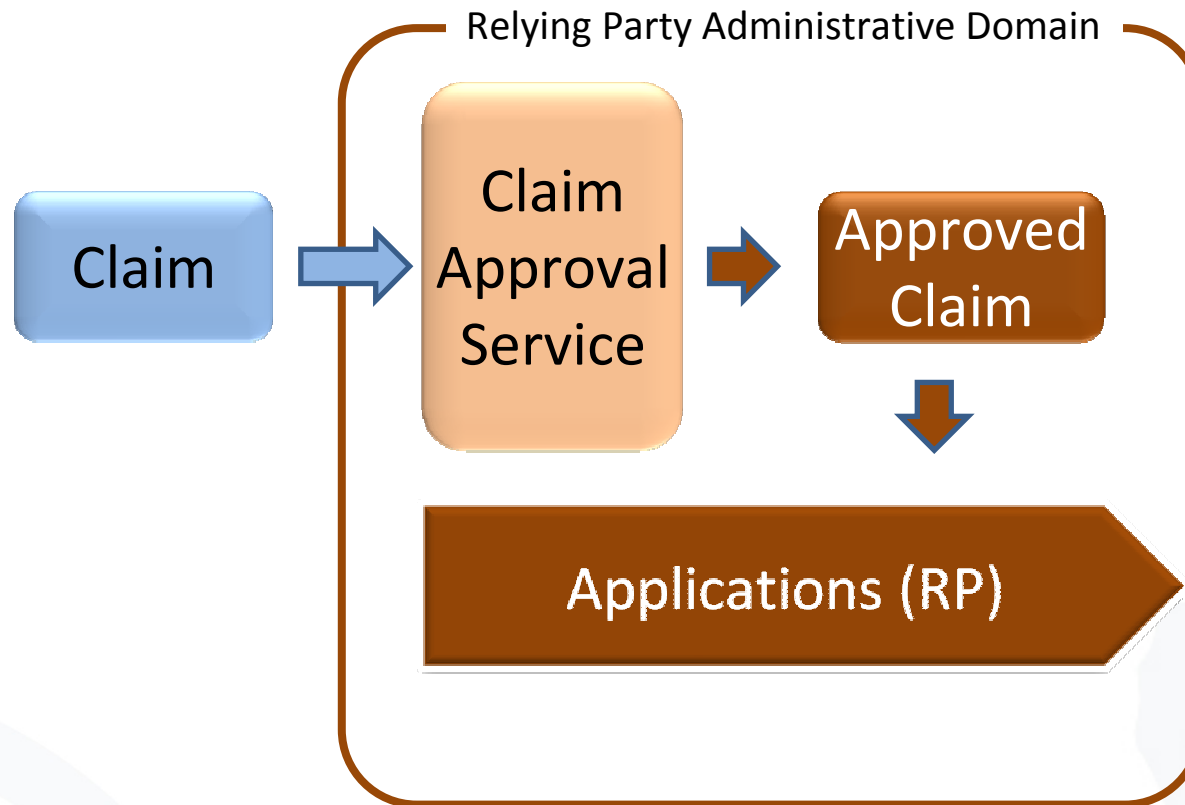 Relying Party Administrative Domain
Claim
Claim
Approval
Service
Approved
Claim
Applications (RP)